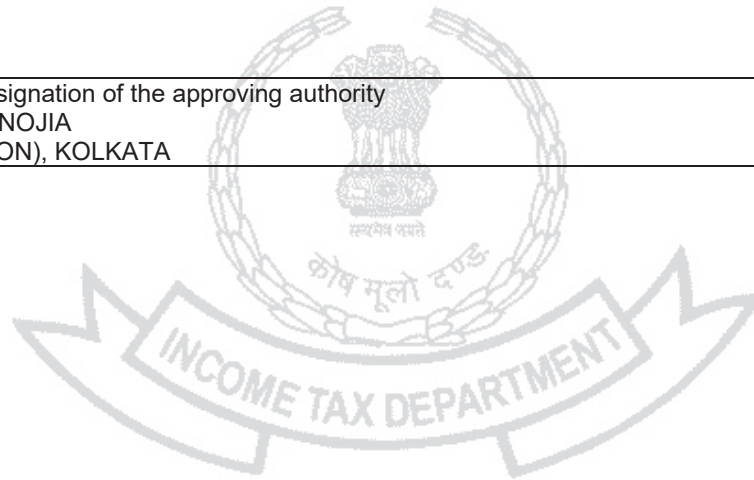 signation of the approving authority
NOJIA
ON), KOLKATA
सत्यमेव जयते
कोष मूलो दण्डः
INCOME TAX DEPARTMENT